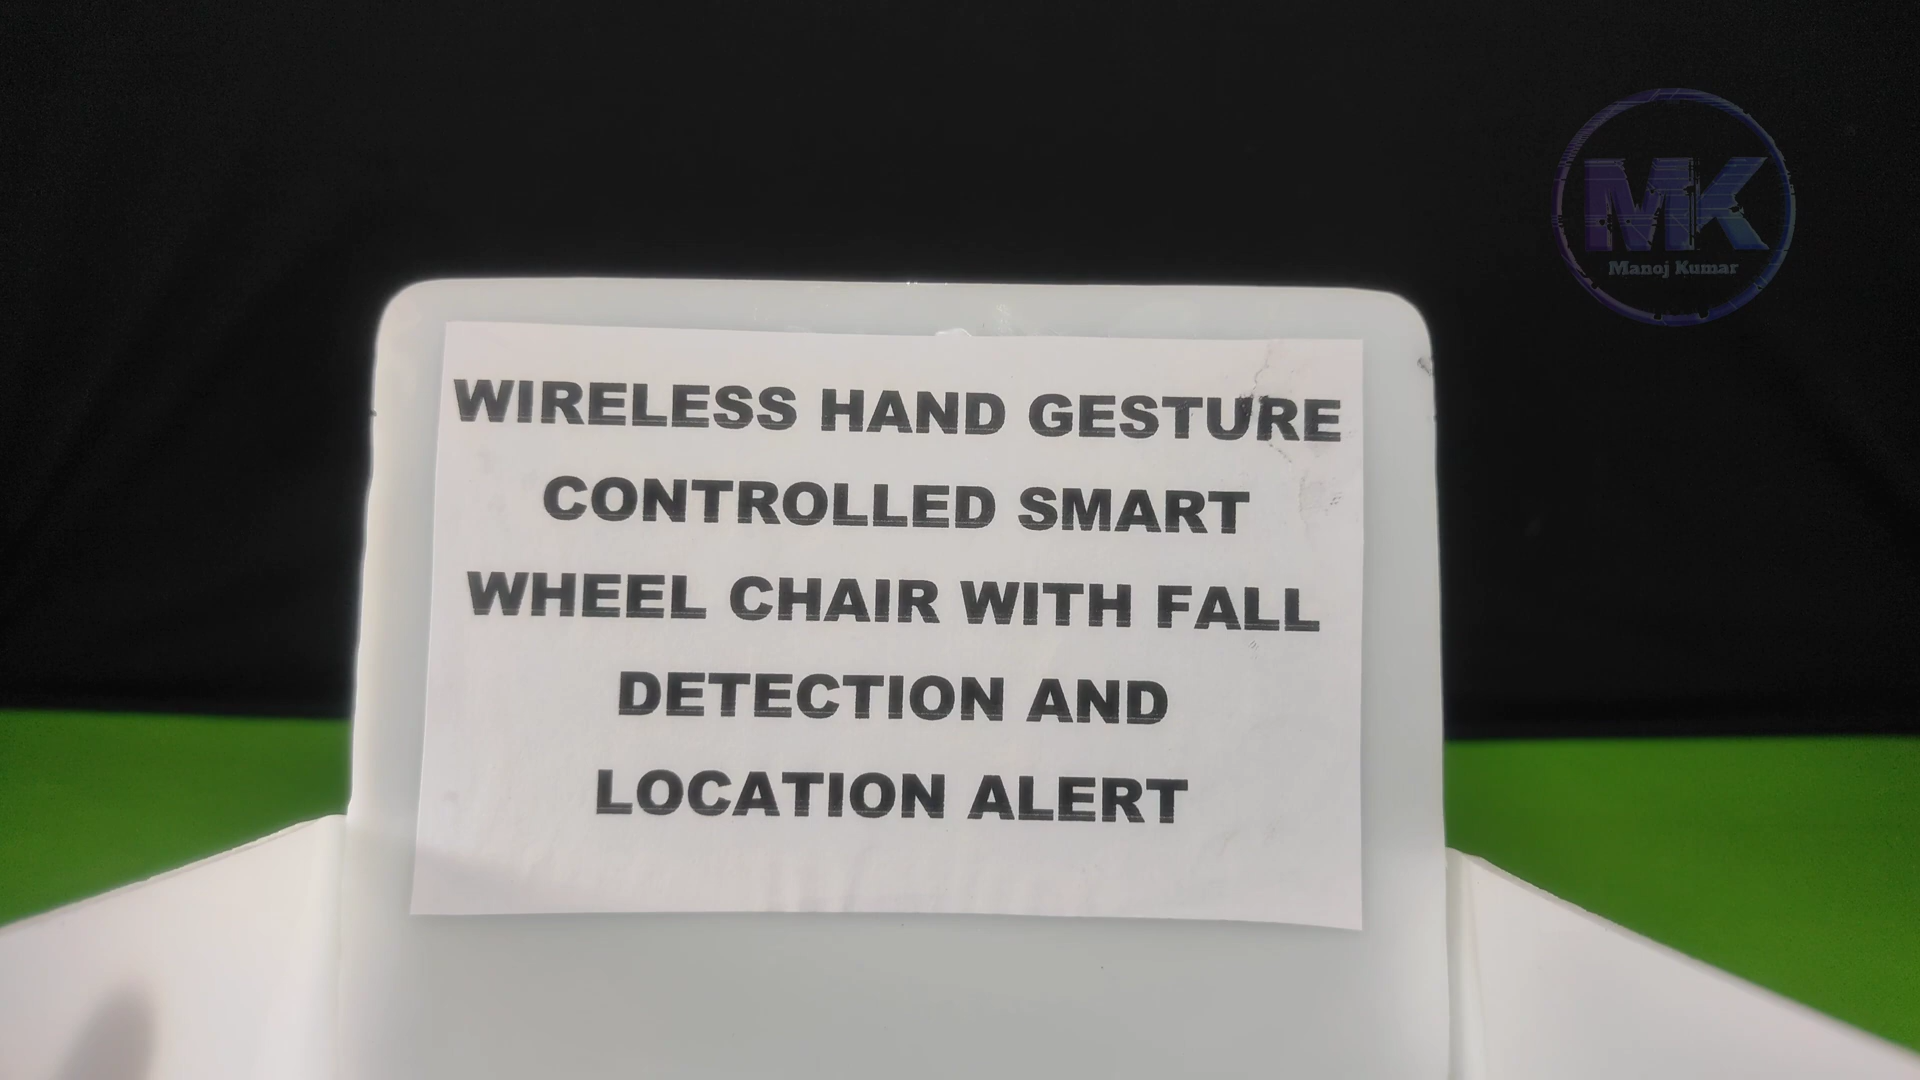 MK
Manoj Kumar
WIRELESS HAND GESTURE
CONTROLLED SMART
WHEEL CHAIR WITH FALL
DETECTION AND
LOCATION ALERT